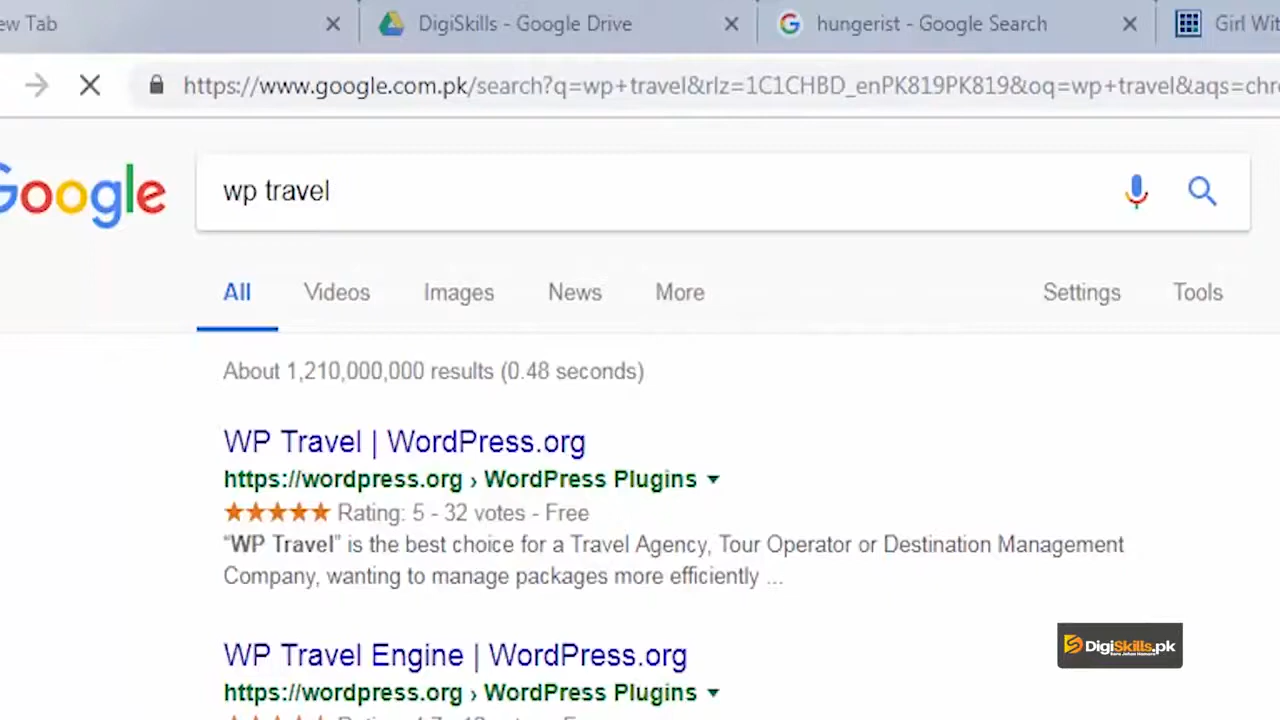 ew Tab
DigiSkills - Google Drive
hungerist - Google Search
Girl Wit
https://www.google.com.pk/search?q=wp+travel&rlz=1C1CHBD_enPK819PK819&oq=wp+travel&aqs=chr
Google
wp travel
All Videos Images News More Settings Tools
About 1,210,000,000 results (0.48 seconds)
WP Travel | WordPress.org
https://wordpress.org › WordPress Plugins
Rating: 5 - 32 votes - Free
“WP Travel” is the best choice for a Travel Agency, Tour Operator or Destination Management
Company, wanting to manage packages more efficiently ...
WP Travel Engine | WordPress.org
https://wordpress.org › WordPress Plugins
DigiSkills.pk